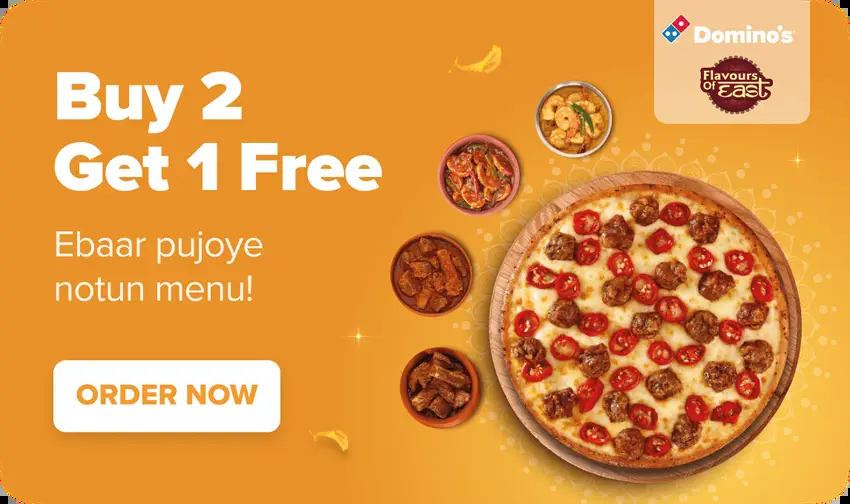 Domino's
Flavours
Of East
Buy 2
Get 1 Free
Ebaar pujoye
notun menu!
ORDER NOW